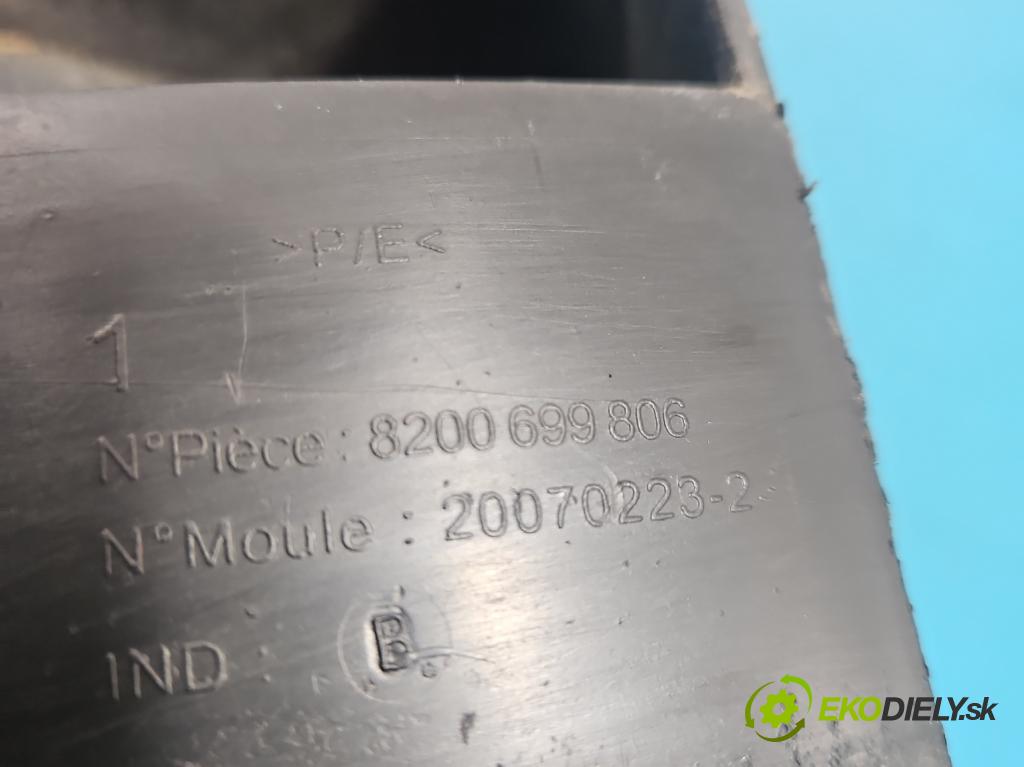 >P/E<
1
N°Pièce: 8200 699 806
N°Moule : 20070223-2
IND : B
EKODIELY.sk